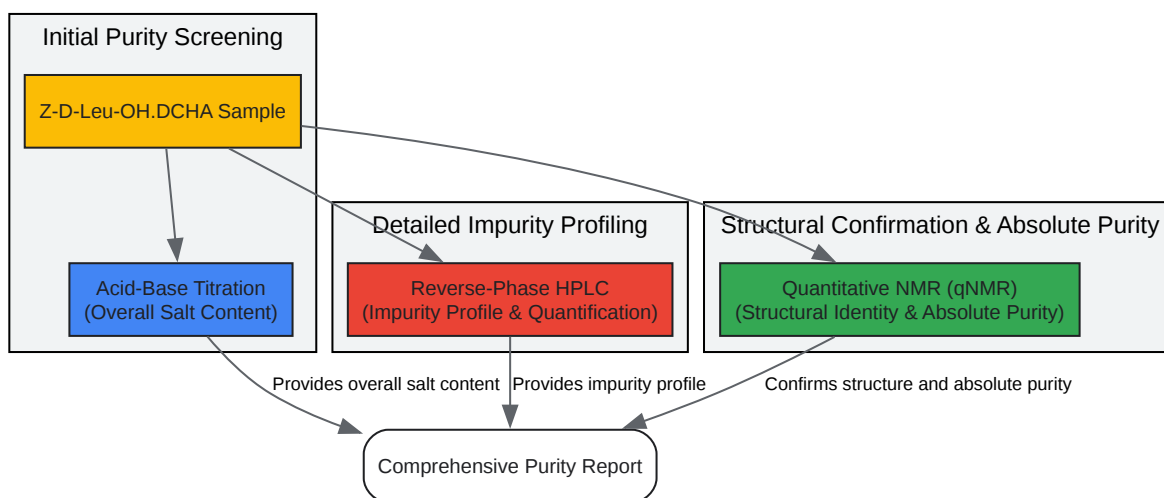 Initial Purity Screening
Z-D-Leu-OH.DCHA Sample
Detailed Impurity Profiling
Structural Confirmation & Absolute Purity
Acid-Base Titration
(Overall Salt Content)
Reverse-Phase HPLC
(Impurity Profile & Quantification)
Quantitative NMR (qNMR)
(Structural Identity & Absolute Purity)
Provides overall salt content
Provides impurity profile
Confirms structure and absolute purity
Comprehensive Purity Report